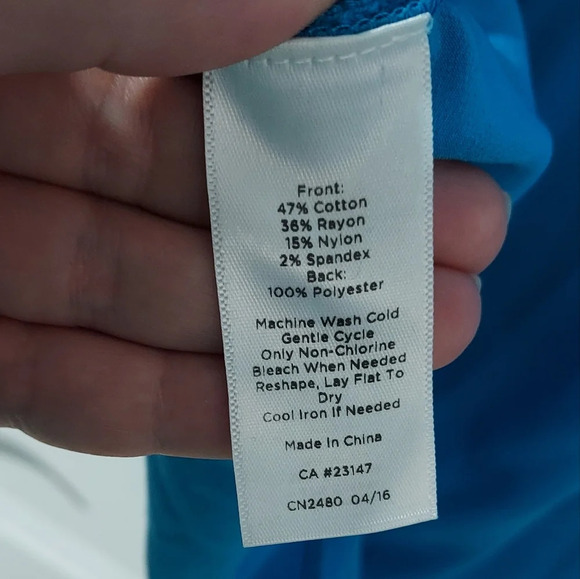 Front:
47% Cotton
36% Rayon
15% Nylon
2% Spandex
Back:
100% Polyester
Machine Wash Cold
Gentle Cycle
Only Non-Chlorine
Bleach When Needed
Reshape, Lay Flat To
Dry
Cool Iron If Needed
Made In China
CA #23147
CN2480 04/16